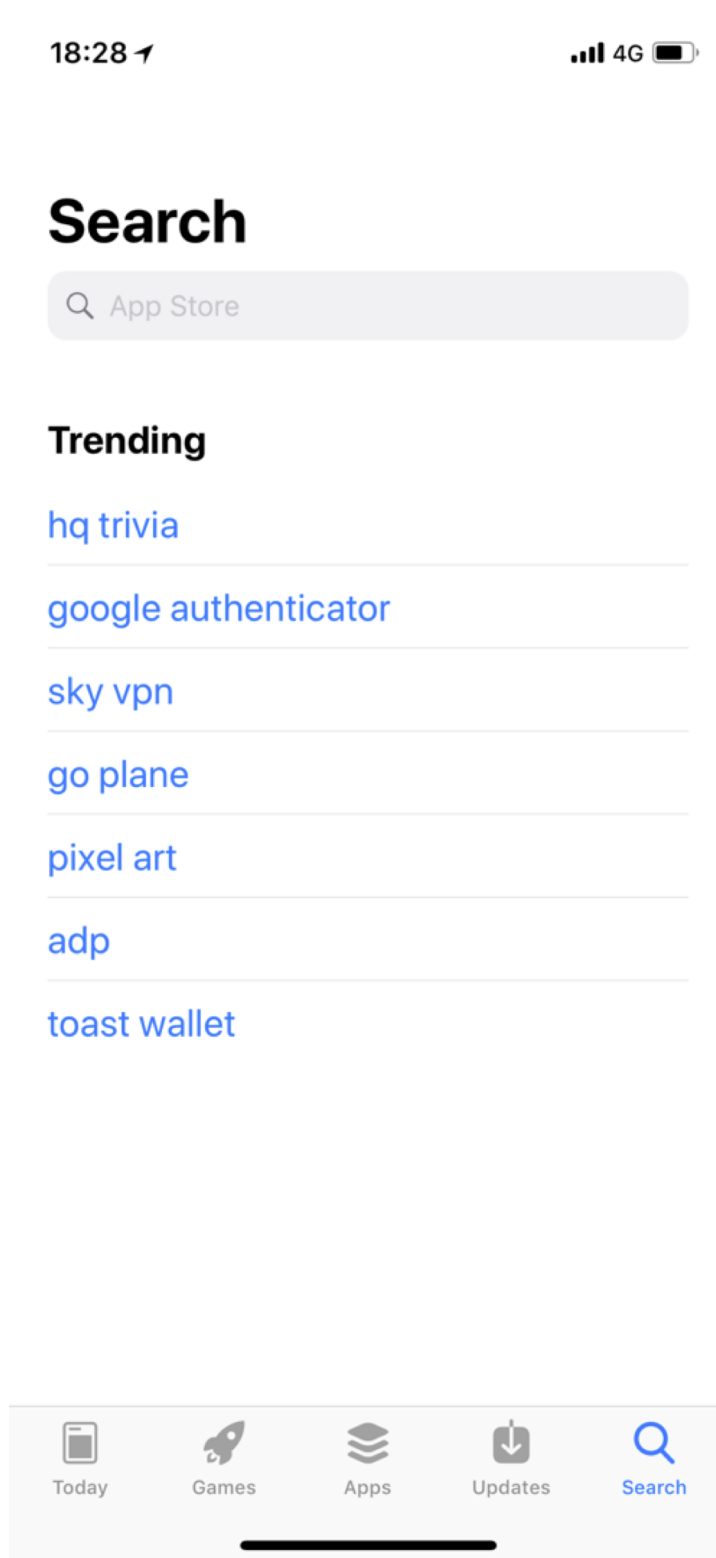 18:28
4G
Search
App Store
Trending
hq trivia
google authenticator
sky vpn
go plane
pixel art
adp
toast wallet
Today Games Apps Updates Search